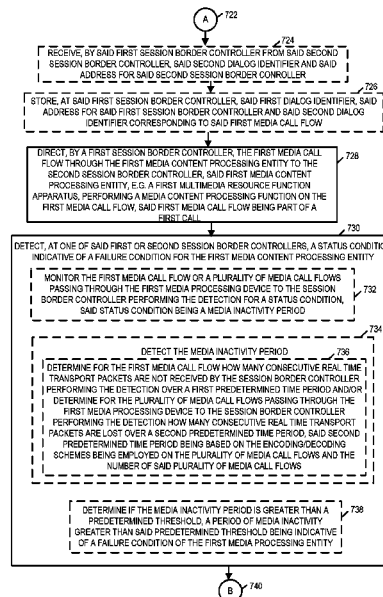 A
722
724
RECEIVE, BY SAID FIRST SESSION BORDER CONTROLLER FROM SAID SECOND
SESSION BORDER CONTROLLER, SAID SECOND DIALOG IDENTIFIER AND SAID
ADDRESS FOR SAID SECOND SESSION BORDER CONROLLER
726
STORE, AT SAID FIRST SESSION BORDER CONTROLLER, SAID FIRST DIALOG IDENTIFIER, SAID
ADDRESS FOR SAID FIRST SESSION BORDER CONTROLLER AND SAID SECOND DIALOG
IDENTIFIER CORRESPONDING TO SAID FIRST MEDIA CALL FLOW
728
DIRECT, BY A FIRST SESSION BORDER CONTROLLER, THE FIRST MEDIA CALL
FLOW THROUGH THE FIRST MEDIA CONTENT PROCESSING ENTITY TO THE
SECOND SESSION BORDER CONTROLLER, SAID FIRST MEDIA CONTENT
PROCESSING ENTITY, E.G. A FIRST MULTIMEDIA RESOURCE FUNCTION
APPARATUS, PERFORMING A MEDIA CONTENT PROCESSING FUNCTION ON
THE FIRST MEDIA CALL FLOW, SAID FIRST MEDIA CALL FLOW BEING PART OF A
FIRST CALL
730
DETECT, AT ONE OF SAID FIRST OR SECOND SESSION BORDER CONTROLLERS, A STATUS CONDITION
INDICATIVE OF A FAILURE CONDITION FOR THE FIRST MEDIA CONTENT PROCESSING ENTITY
MONITOR THE FIRST MEDIA CALL FLOW OR A PLURALITY OF MEDIA CALL FLOWS
PASSING THROUGH THE FIRST MEDIA PROCESSING DEVICE TO THE SESSION
BORDER CONTROLLER PERFORMING THE DETECTION FOR A STATUS CONDITION,
SAID STATUS CONDITION BEING A MEDIA INACTIVITY PERIOD
732
734
DETECT THE MEDIA INACTIVITY PERIOD
736
DETERMINE FOR THE FIRST MEDIA CALL FLOW HOW MANY CONSECUTIVE REAL TIME
TRANSPORT PACKETS ARE NOT RECEIVED BY THE SESSION BORDER CONTROLLER
PERFORMING THE DETECTION OVER A FIRST PREDETERMINED TIME PERIOD AND/OR
DETERMINE FOR THE PLURALITY OF MEDIA CALL FLOWS PASSING THROUGH THE
FIRST MEDIA PROCESSING DEVICE TO THE SESSION BORDER CONTROLLER
PERFORMING THE DETECTION HOW MANY CONSECUTIVE REAL TIME TRANSPORT
PACKETS ARE LOST OVER A SECOND PREDETERMINED TIME PERIOD, SAID SECOND
PREDETERMINED TIME PERIOD BEING BASED ON THE ENCODING/DECODING
SCHEMES BEING EMPLOYED ON THE PLURALITY OF MEDIA CALL FLOWS AND THE
NUMBER OF SAID PLURALITY OF MEDIA CALL FLOWS
DETERMINE IF THE MEDIA INACTIVITY PERIOD IS GREATER THAN A
PREDETERMINED THRESHOLD, A PERIOD OF MEDIA INACTIVITY
GREATER THAN SAID PREDETERMINED THRESHOLD BEING INDICATIVE
OF A FAILURE CONDITION OF THE FIRST MEDIA PROCESSING ENTITY
738
B
740